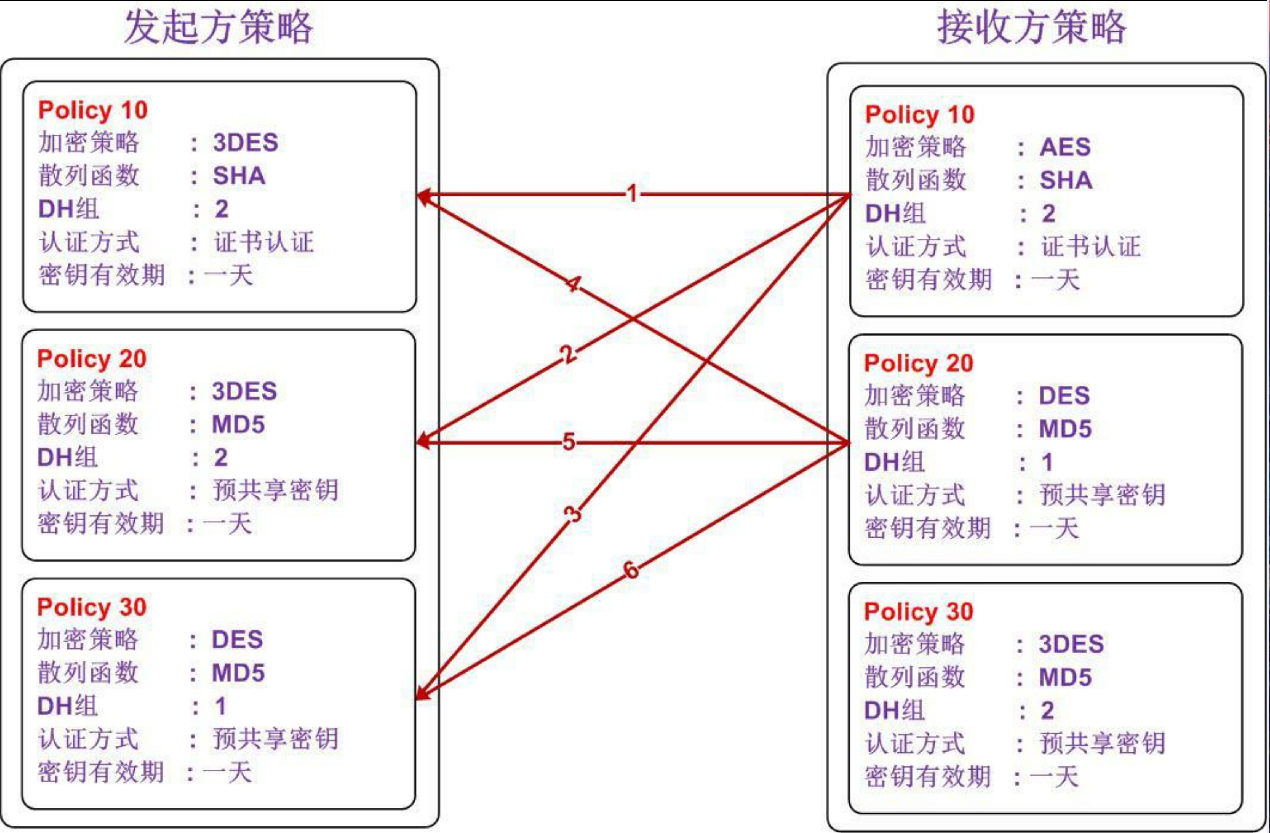 发起方策略
Policy 10
加密策略 : 3DES
散列函数 : SHA
DH组 : 2
认证方式 : 证书认证
密钥有效期 : 一天
Policy 20
加密策略 : 3DES
散列函数 : MD5
DH组 : 2
认证方式 : 预共享密钥
密钥有效期 : 一天
Policy 30
加密策略 : DES
散列函数 : MD5
DH组 : 1
认证方式 : 预共享密钥
密钥有效期 : 一天
1
4
2
5
3
6
接收方策略
Policy 10
加密策略 : AES
散列函数 : SHA
DH组 : 2
认证方式 : 证书认证
密钥有效期 : 一天
Policy 20
加密策略 : DES
散列函数 : MD5
DH组 : 1
认证方式 : 预共享密钥
密钥有效期 : 一天
Policy 30
加密策略 : 3DES
散列函数 : MD5
DH组 : 2
认证方式 : 预共享密钥
密钥有效期 : 一天